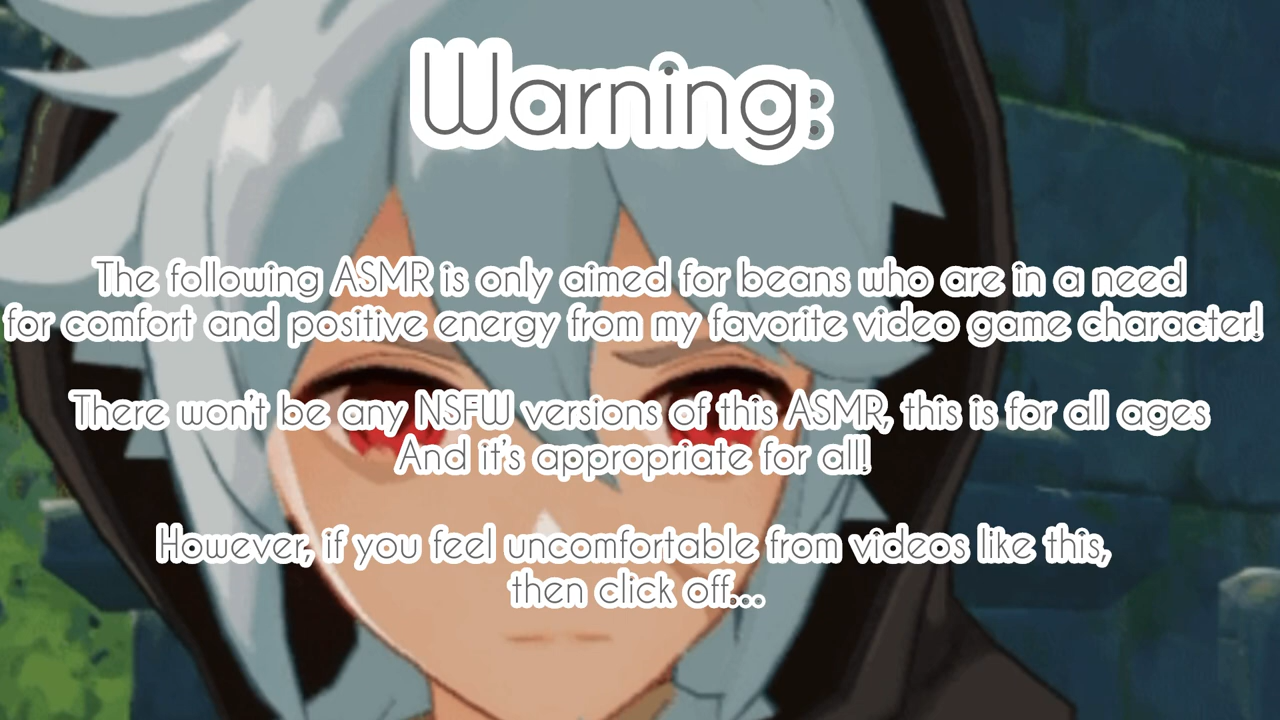 Warning:
The following ASMR is only aimed for beans who are in a need
for comfort and positive energy from my favorite video game character!
There won't be any NSFW versions of this ASMR, this is for all ages
And it's appropriate for all!
However, if you feel uncomfortable from videos like this,
then click off...